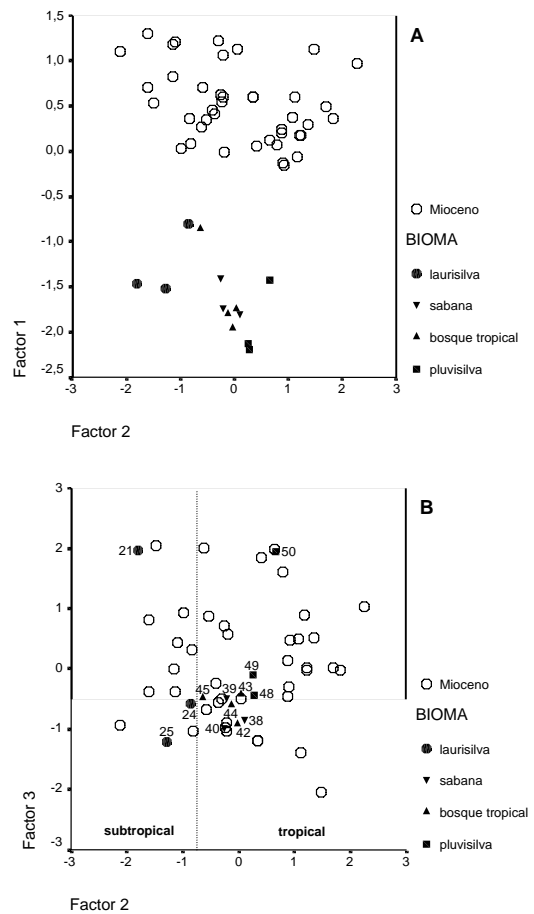 A
1,5
1,0
0,5
0,0
-0,5
-1,0
-1,5
-2,0
-2,5
Factor 1
-3 -2 -1 0 1 2 3
Factor 2
Mioceno
BIOMA
laurisilva
sabana
bosque tropical
pluvisilva
B
3
2
1
0
-1
-2
-3
Factor 3
21
50
49
48
45 39 43
24 44 38
25 40 42
subtropical tropical
-3 -2 -1 0 1 2 3
Factor 2
Mioceno
BIOMA
laurisilva
sabana
bosque tropical
pluvisilva